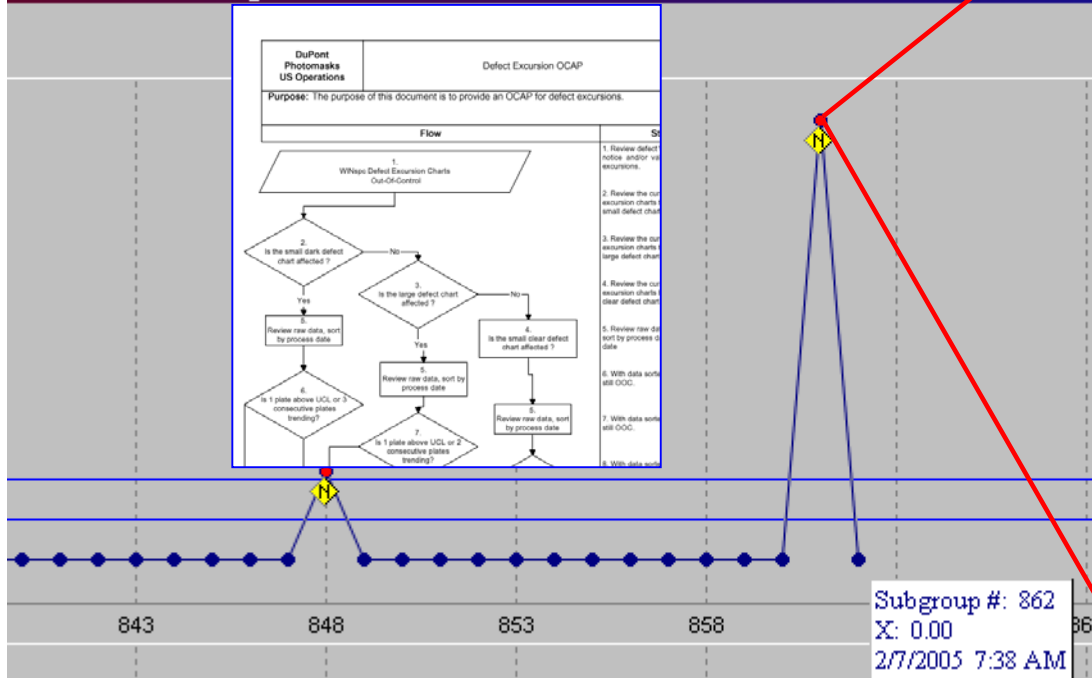 DuPont
Photomasks
US Operations
Defect Excursion OCAP
Purpose: The purpose of this document is to provide an OCAP for defect excursions.
Flow
St
1.
WINspc Defect Excursion Charts
Out-Of-Control
2.
Is the small dark defect
chart affected ?
No
Yes
3.
Is the large defect chart
affected ?
No
Yes
4.
Is the small clear defect
chart affected ?
5.
Review raw data, sort
by process date
5.
Review raw data, sort by
process date
5.
Review raw data, sort
by process date
6.
Is 1 plate above UCL or 3
consecutive plates
trending?
7.
Is 1 plate above UCL or 2
consecutive plates
trending?
1. Review defect
notice and/or va
excursions.
2. Review the cur
excursion charts
small defect chart
3. Review the cur
excursion charts
large defect chart
4. Review the cur
excursion charts
clear defect chart
5. Review raw da
sort by process d
date
6. With data sorte
still OOC.
7. With data sorte
still OOC.
8. With data sorte
N
N
843
848
853
858
86
Subgroup #: 862
X: 0.00
2/7/2005 7:38 AM